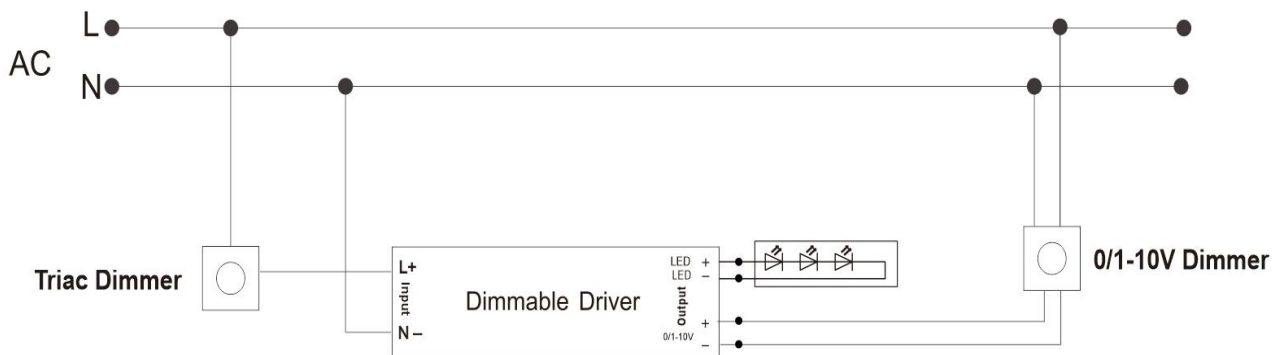 L
AC
N
Triac Dimmer
L+
Input
N –
Dimmable Driver
LED +
LED –
Output
+
0/1-10V
–
0/1-10V Dimmer